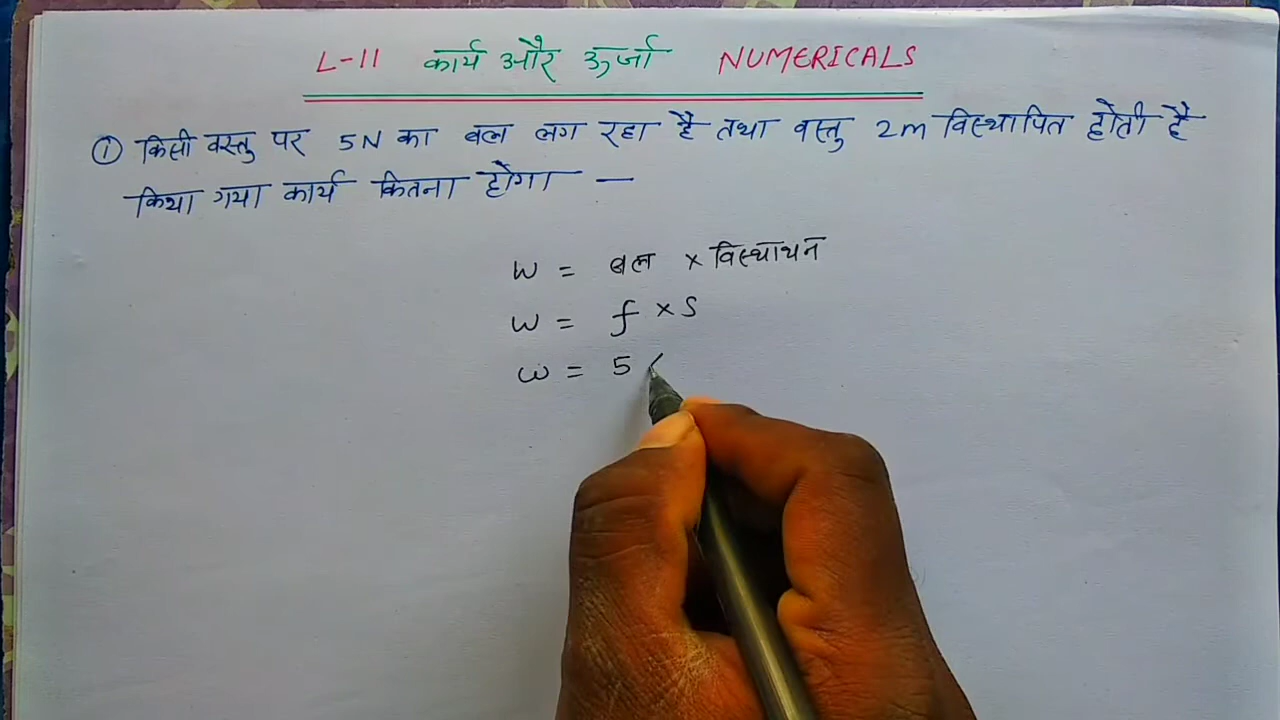 L-11 कार्य और ऊर्जा NUMERICALS
① किसी वस्तु पर 5N का बल लग रहा है तथा वस्तु 2m विस्थापित होती है
किया गया कार्य कितना होगा —
W = बल × विस्थापन
W = f × S
W = 5